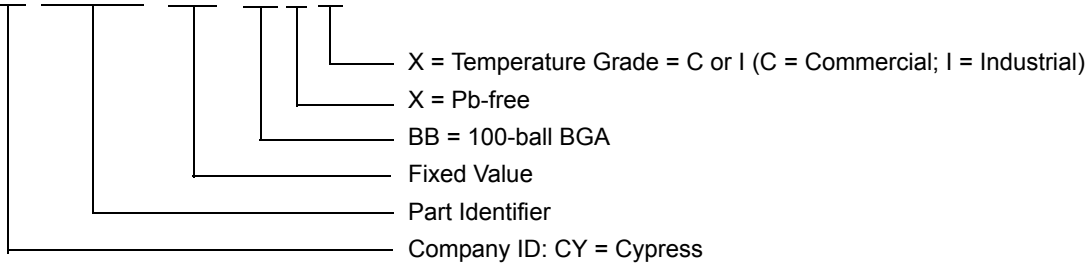 X = Temperature Grade = C or I (C = Commercial; I = Industrial)
X = Pb-free
BB = 100-ball BGA
Fixed Value
Part Identifier
Company ID: CY = Cypress